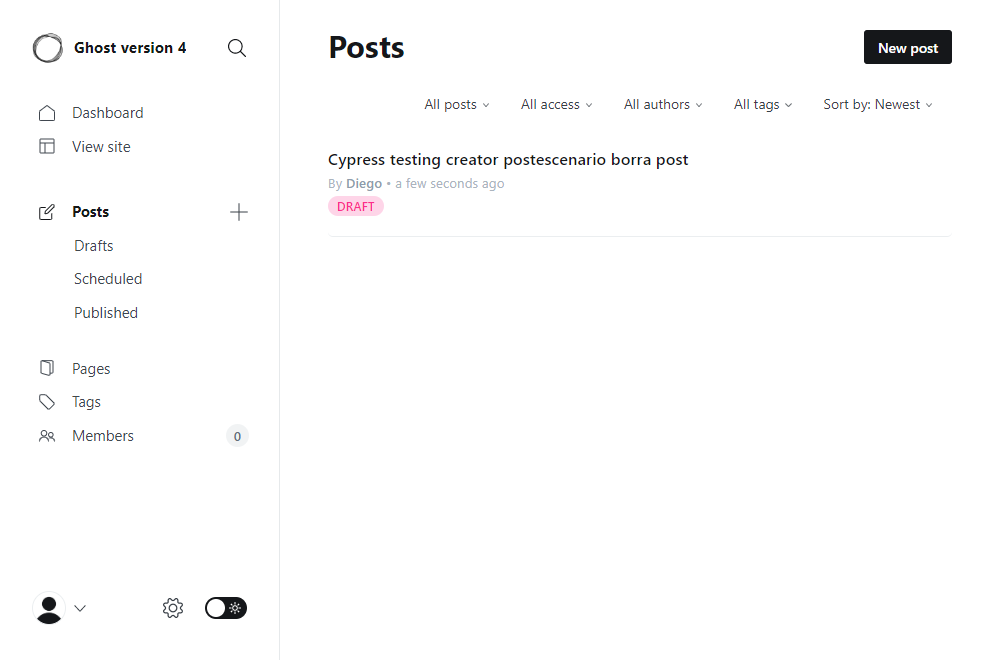 Ghost version 4
Dashboard
View site
Posts
Drafts
Scheduled
Published
Pages
Tags
Members 0
Posts
New post
All posts All access All authors All tags Sort by: Newest
Cypress testing creator postescenario borra post
By Diego • a few seconds ago
DRAFT